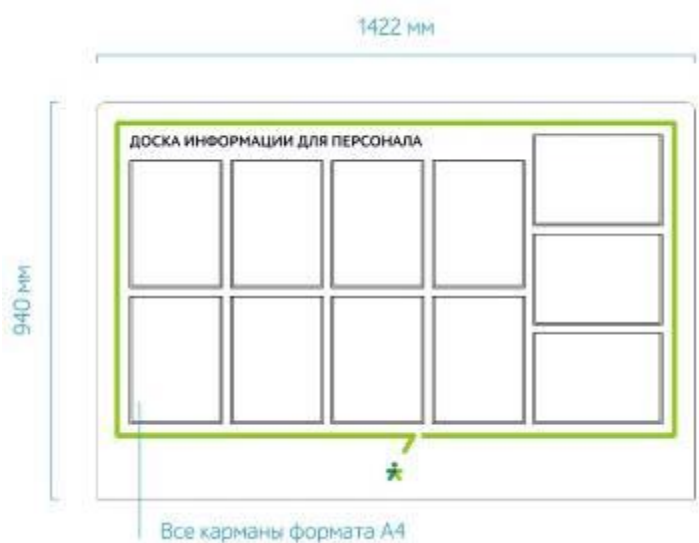 1422 мм
ДОСКА ИНФОРМАЦИИ ДЛЯ ПЕРСОНАЛА
940 мм
Все карманы формата А4